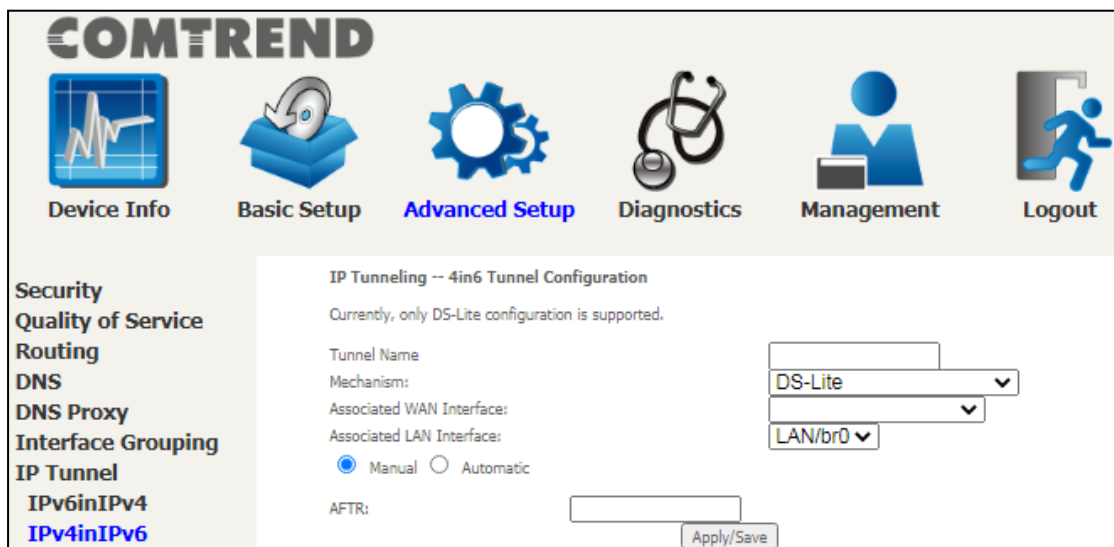 COMTREND
Device Info Basic Setup Advanced Setup Diagnostics Management Logout
Security
Quality of Service
Routing
DNS
DNS Proxy
Interface Grouping
IP Tunnel
IPv6inIPv4
IPv4inIPv6
IP Tunneling -- 4in6 Tunnel Configuration
Currently, only DS-Lite configuration is supported.
Tunnel Name
Mechanism: DS-Lite
Associated WAN Interface:
Associated LAN Interface: LAN/br0
Manual Automatic
AFTR:
Apply/Save